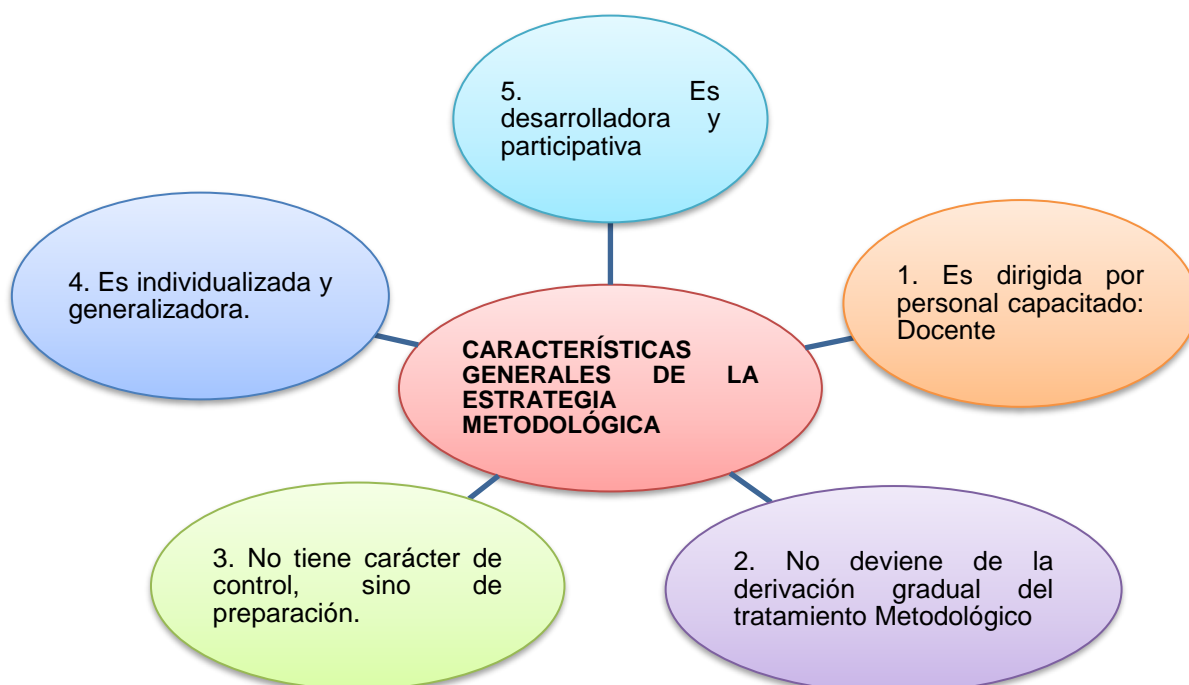 5. Es
desarrolladora y
participativa
4. Es individualizada y
generalizadora.
1. Es dirigida por
personal capacitado:
Docente
CARACTERÍSTICAS
GENERALES DE LA
ESTRATEGIA
METODOLÓGICA
3. No tiene carácter de
control, sino de
preparación.
2. No deviene de la
derivación gradual del
tratamiento Metodológico